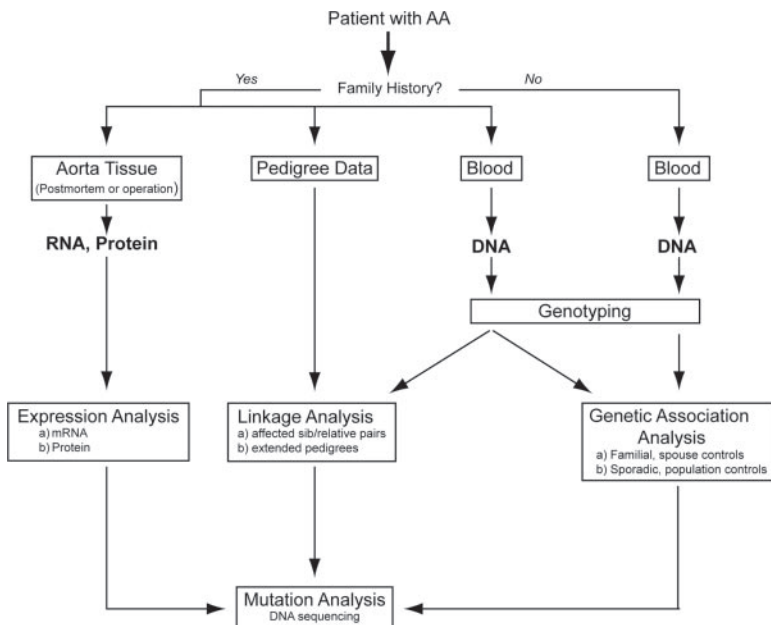 Patient with AA
Yes
Family History?
No
Aorta Tissue
(Postmortem or operation)
Pedigree Data
Blood
Blood
RNA, Protein
DNA
DNA
Genotyping
Expression Analysis
a) mRNA
b) Protein
Linkage Analysis
a) affected sib/relative pairs
b) extended pedigrees
Genetic Association
Analysis
a) Familial, spouse controls
b) Sporadic, population controls
Mutation Analysis
DNA sequencing